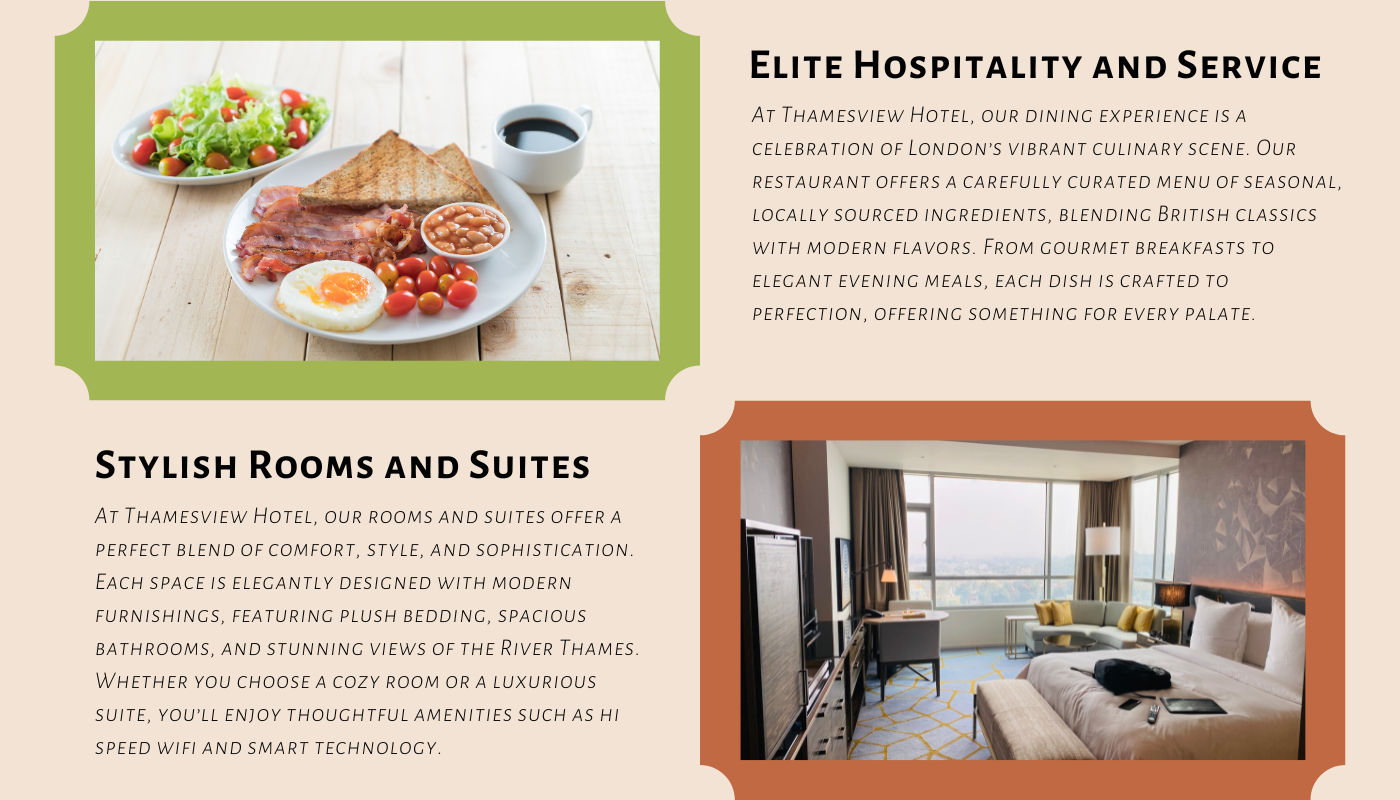 Elite Hospitality and Service
At Thamesview Hotel, our dining experience is a
celebration of London's vibrant culinary scene. Our
restaurant offers a carefully curated menu of seasonal,
locally sourced ingredients, blending British classics
with modern flavors. From gourmet breakfasts to
elegant evening meals, each dish is crafted to
perfection, offering something for every palate.
Stylish Rooms and Suites
At Thamesview Hotel, our rooms and suites offer a
perfect blend of comfort, style, and sophistication.
Each space is elegantly designed with modern
furnishings, featuring plush bedding, spacious
bathrooms, and stunning views of the River Thames.
Whether you choose a cozy room or a luxurious
suite, you'll enjoy thoughtful amenities such as hi
speed wifi and smart technology.